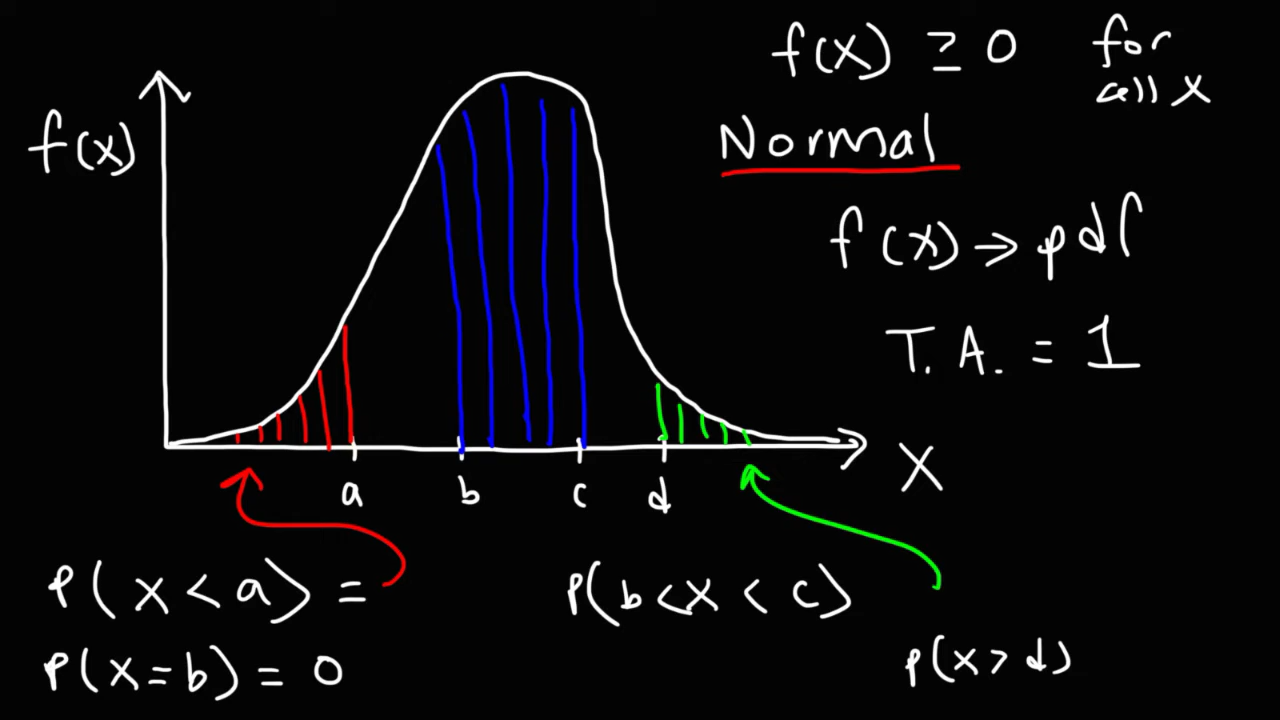 f(x) ≥ 0 for
all x
f(x)
Normal
f(x) → pdf
T.A. = 1
a b c d
X
P(X < a) =
P(b < X < c)
P(X = b) = 0
P(X > d)